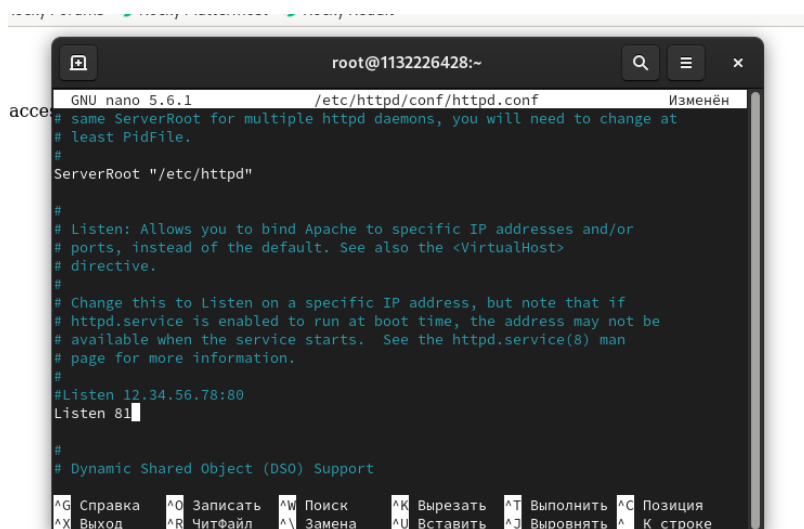 root@1132226428:~
GNU nano 5.6.1 /etc/httpd/conf/httpd.conf Изменён
acces
# same ServerRoot for multiple httpd daemons, you will need to change at
# least PidFile.
#
ServerRoot "/etc/httpd"
#
# Listen: Allows you to bind Apache to specific IP addresses and/or
# ports, instead of the default. See also the <VirtualHost>
# directive.
#
# Change this to Listen on a specific IP address, but note that if
# httpd.service is enabled to run at boot time, the address may not be
# available when the service starts.  See the httpd.service(8) man
# page for more information.
#
#Listen 12.34.56.78:80
Listen 81
#
# Dynamic Shared Object (DSO) Support
^G Справка ^O Записать ^W Поиск ^K Вырезать ^T Выполнить ^C Позиция
^X Выход ^R ЧитФайл ^\ Замена ^U Вставить ^J Выровнять ^_ К строке